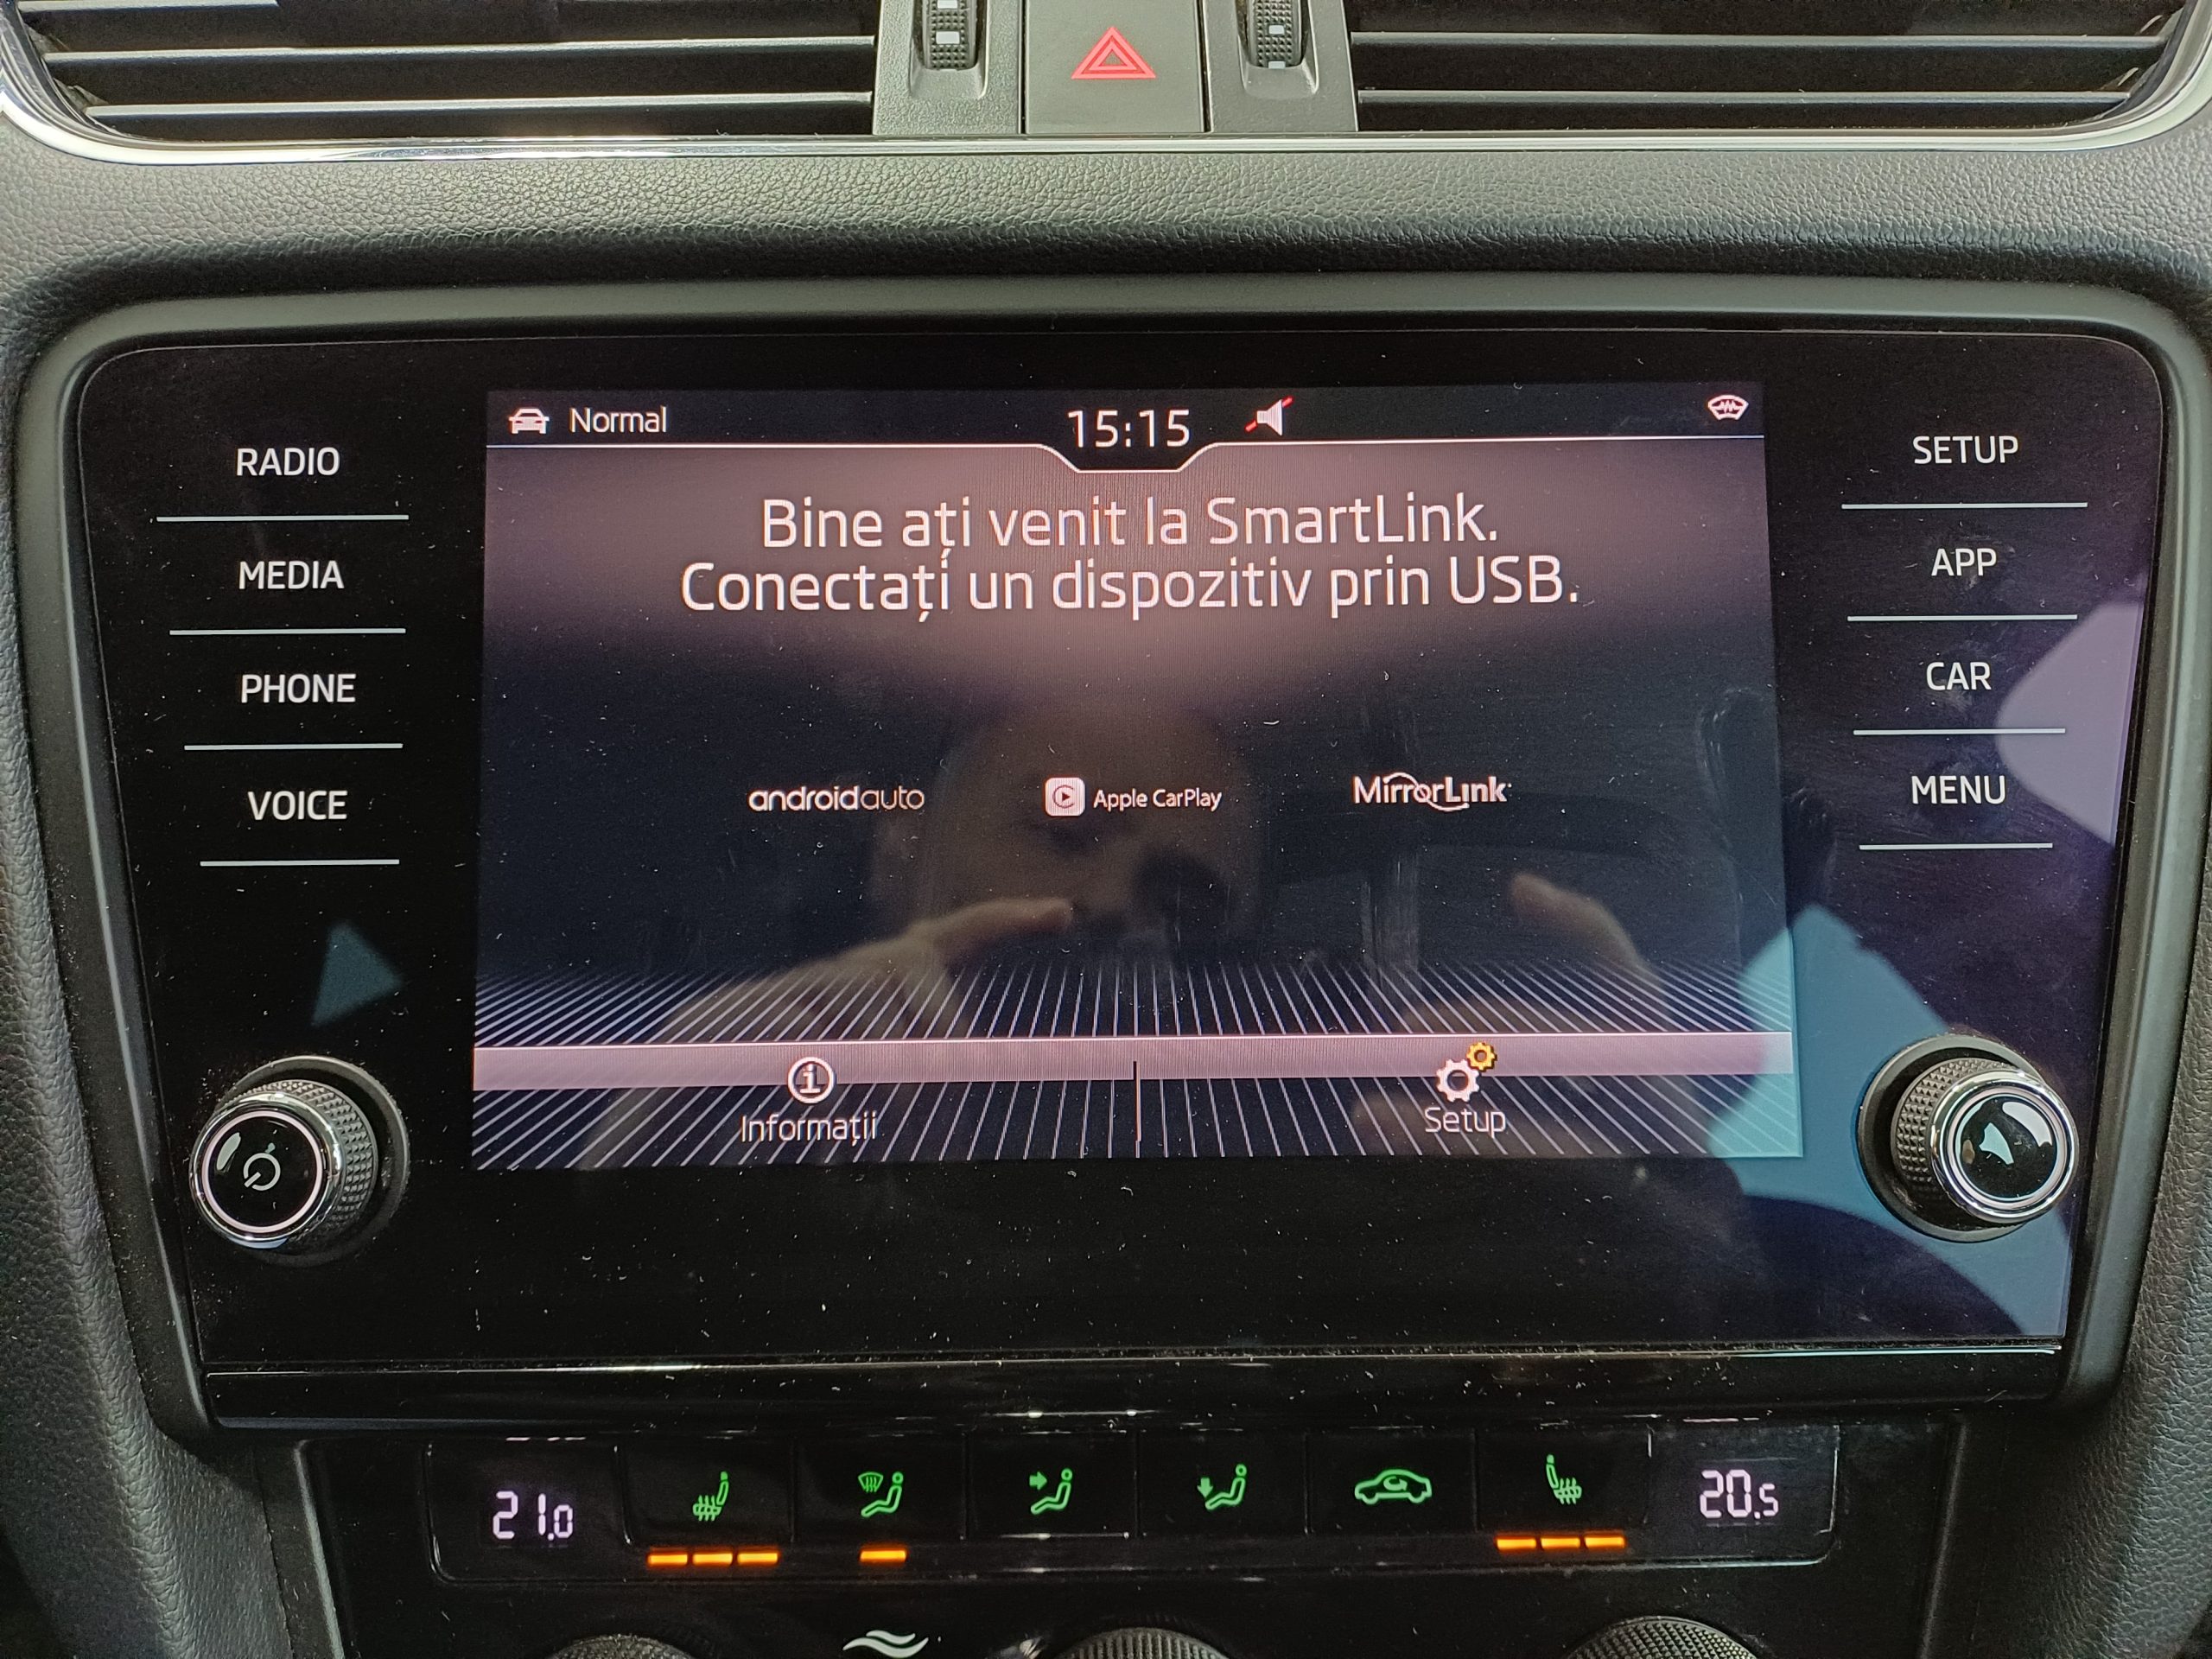 Normal
15:15
RADIO
MEDIA
PHONE
VOICE
Bine ați venit la SmartLink.
Conectați un dispozitiv prin USB.
androidauto
Apple CarPlay
MirrorLink
Informații
Setup
SETUP
APP
CAR
MENU
21.0
20.5